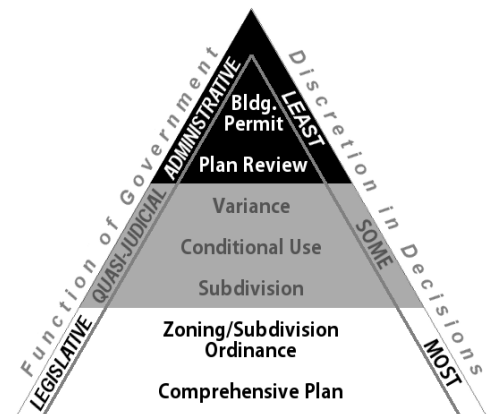 Function of Government
Discretion in Decisions
ADMINISTRATIVE
LEAST
Bldg.
Permit
Plan Review
QUASI-JUDICIAL
SOME
Variance
Conditional Use
Subdivision
LEGISLATIVE
MOST
Zoning/Subdivision
Ordinance
Comprehensive Plan